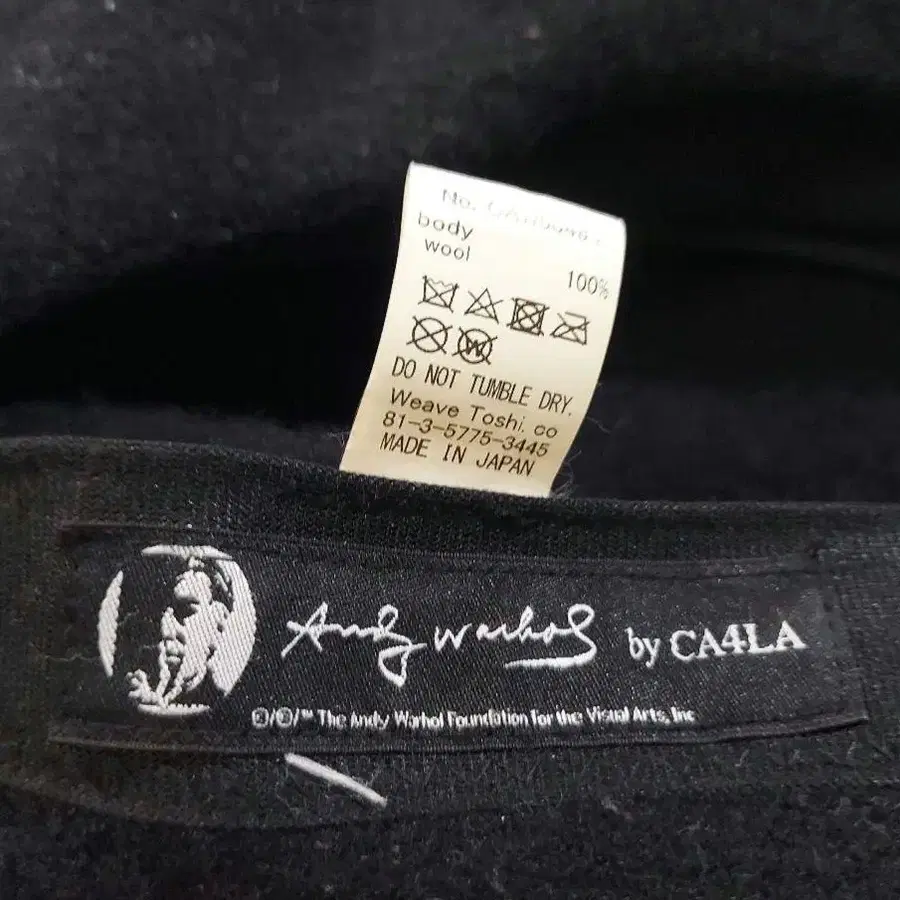 No.
body
wool
100%
W
DO NOT TUMBLE DRY.
Weave Toshi. co
81-3-5775-3445
MADE IN JAPAN
Andy Warhol by CA4LA
©/®/™ The Andy Warhol Foundation for the Visual Arts, Inc